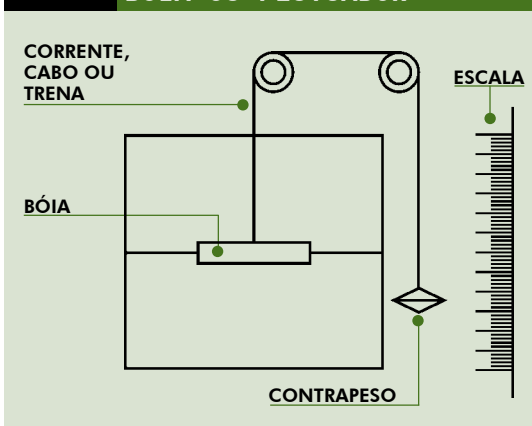 CORRENTE,
CABO OU
TRENA
ESCALA
BÓIA
CONTRAPESO